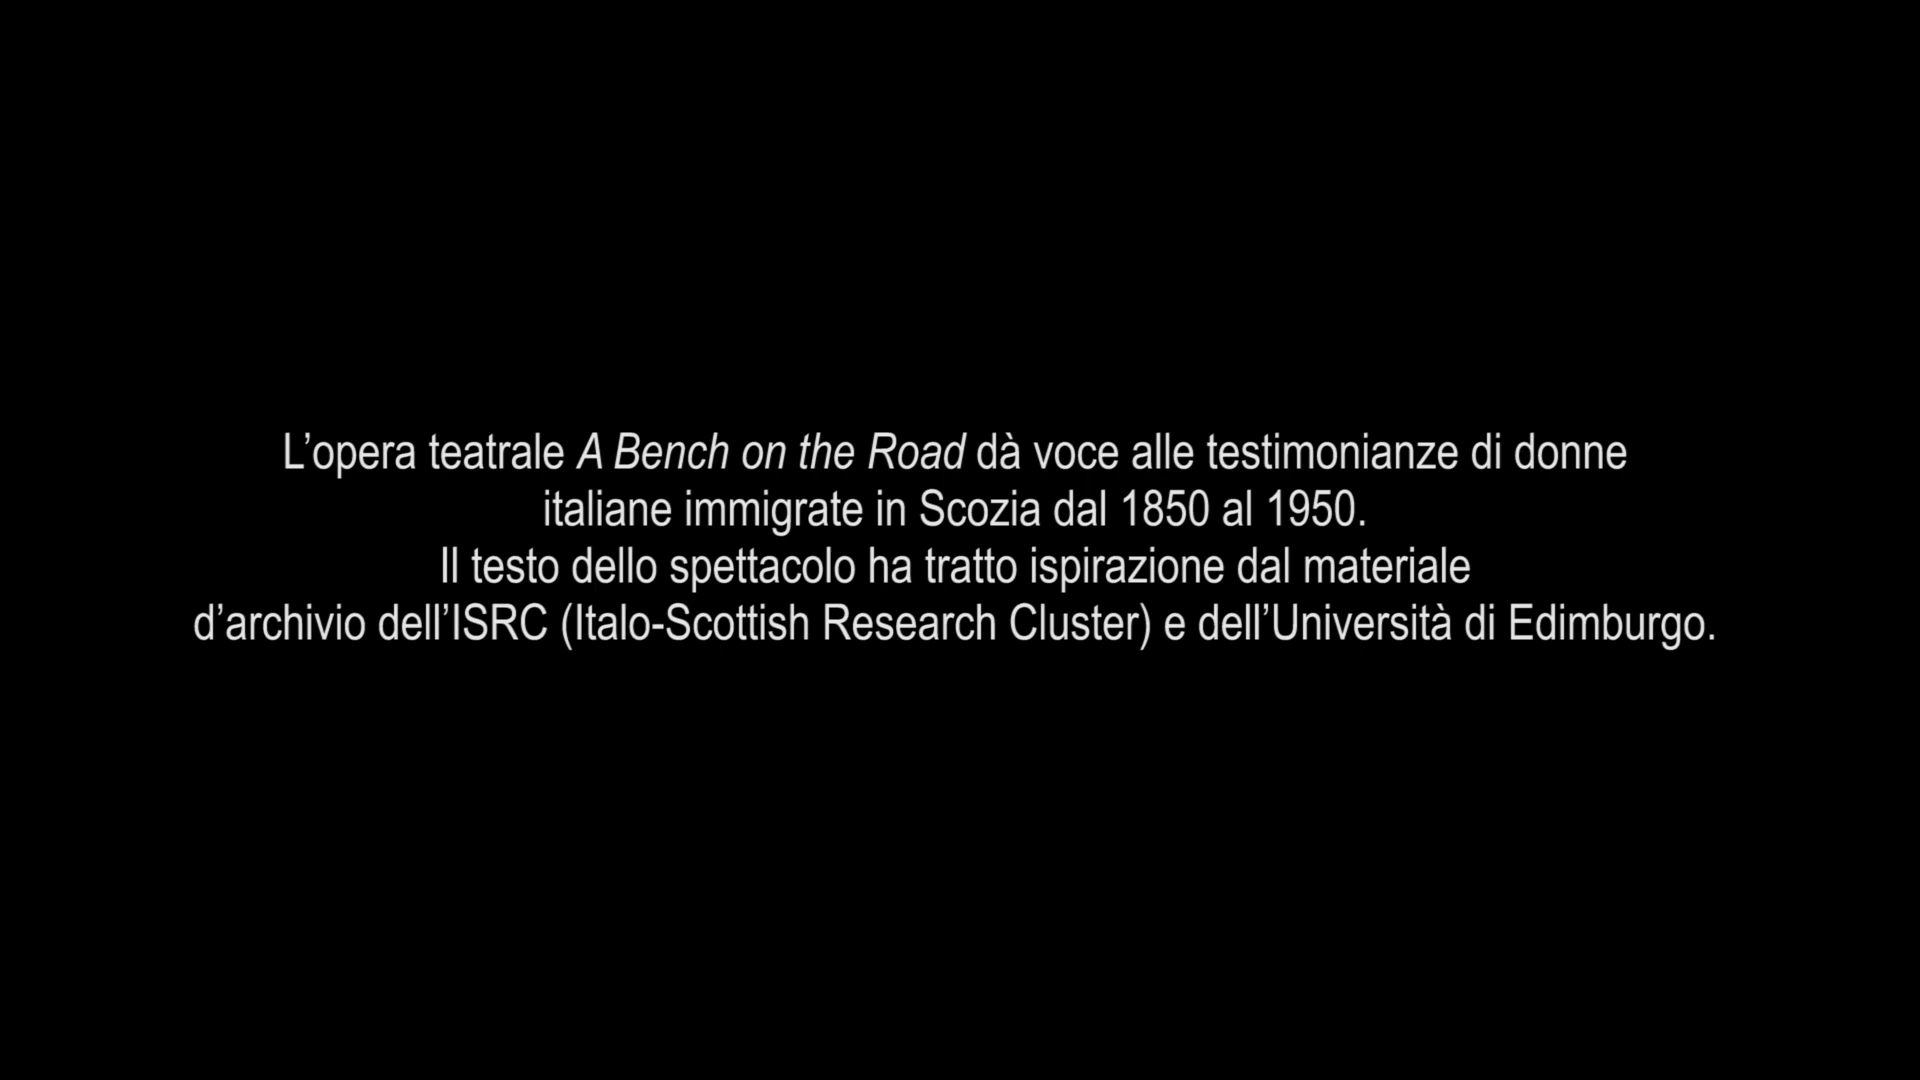 L’opera teatrale A Bench on the Road dà voce alle testimonianze di donne
italiane immigrate in Scozia dal 1850 al 1950.
Il testo dello spettacolo ha tratto ispirazione dal materiale
d’archivio dell’ISRC (Italo-Scottish Research Cluster) e dell’Università di Edimburgo.